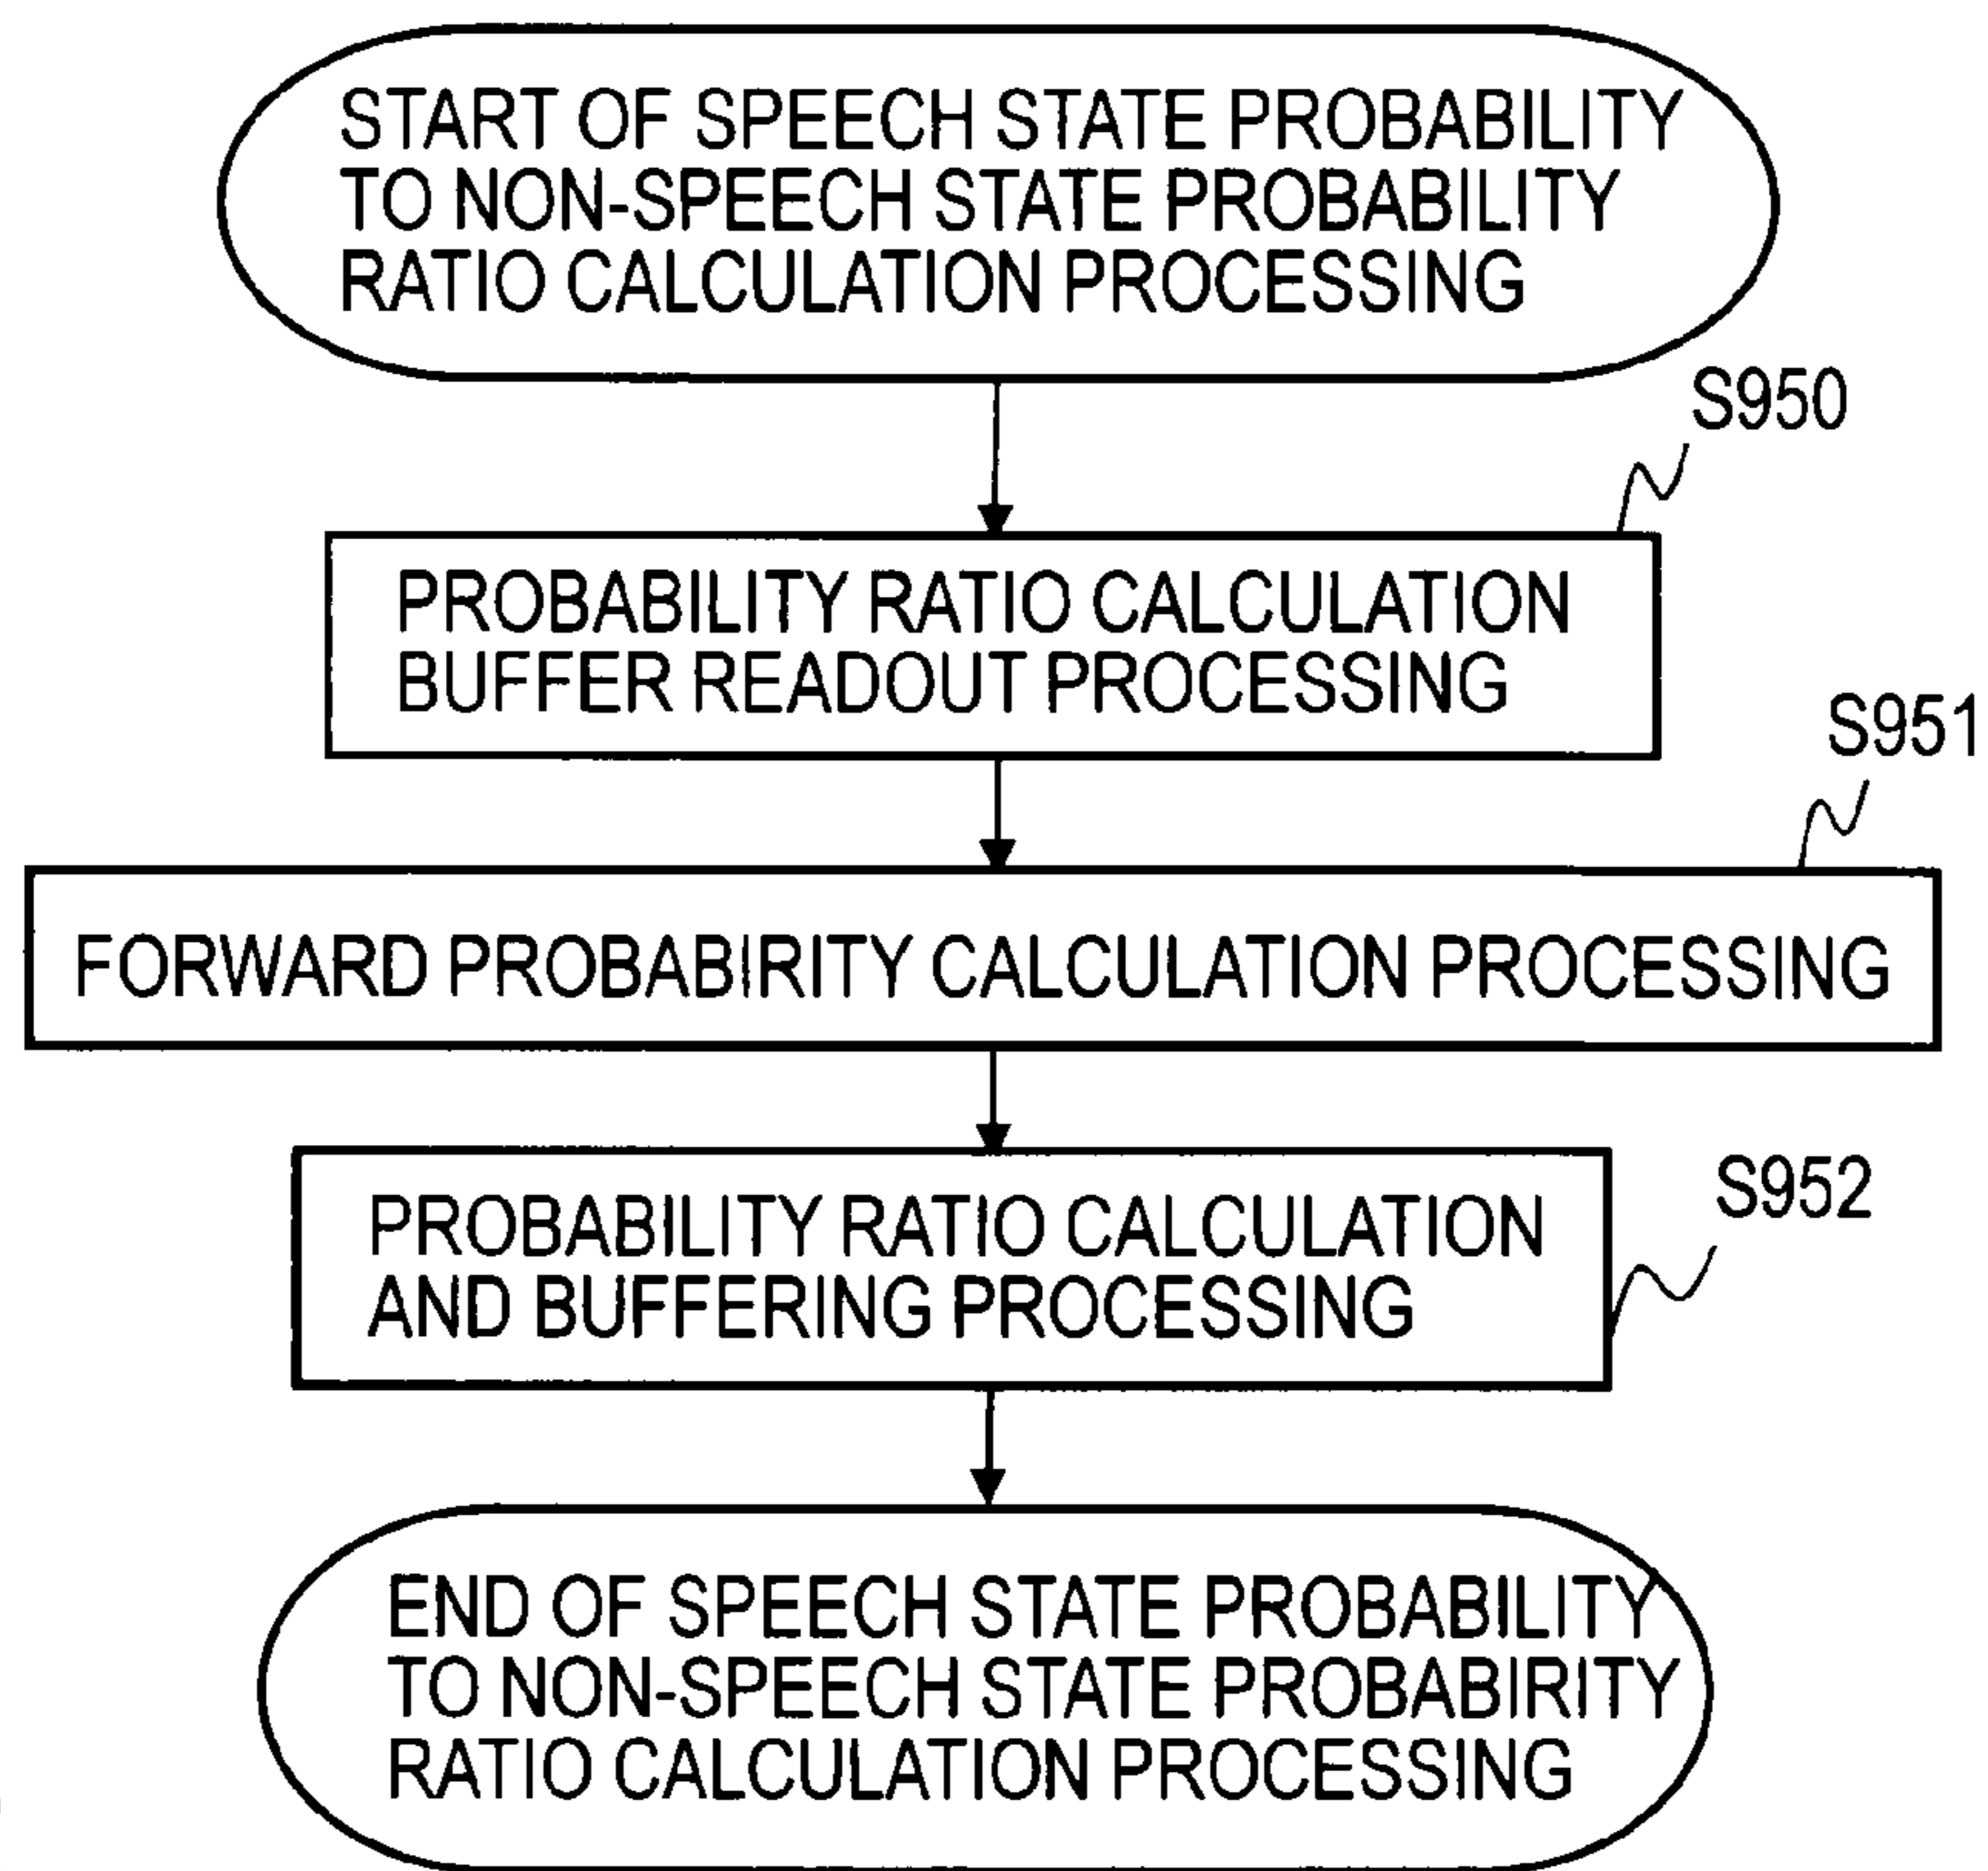 START OF SPEECH STATE PROBABILITY
TO NON-SPEECH STATE PROBABILITY
RATIO CALCULATION PROCESSING
S950
PROBABILITY RATIO CALCULATION
BUFFER READOUT PROCESSING
S951
FORWARD PROBABIRITY CALCULATION PROCESSING
S952
PROBABILITY RATIO CALCULATION
AND BUFFERING PROCESSING
END OF SPEECH STATE PROBABILITY
TO NON-SPEECH STATE PROBABIRITY
RATIO CALCULATION PROCESSING